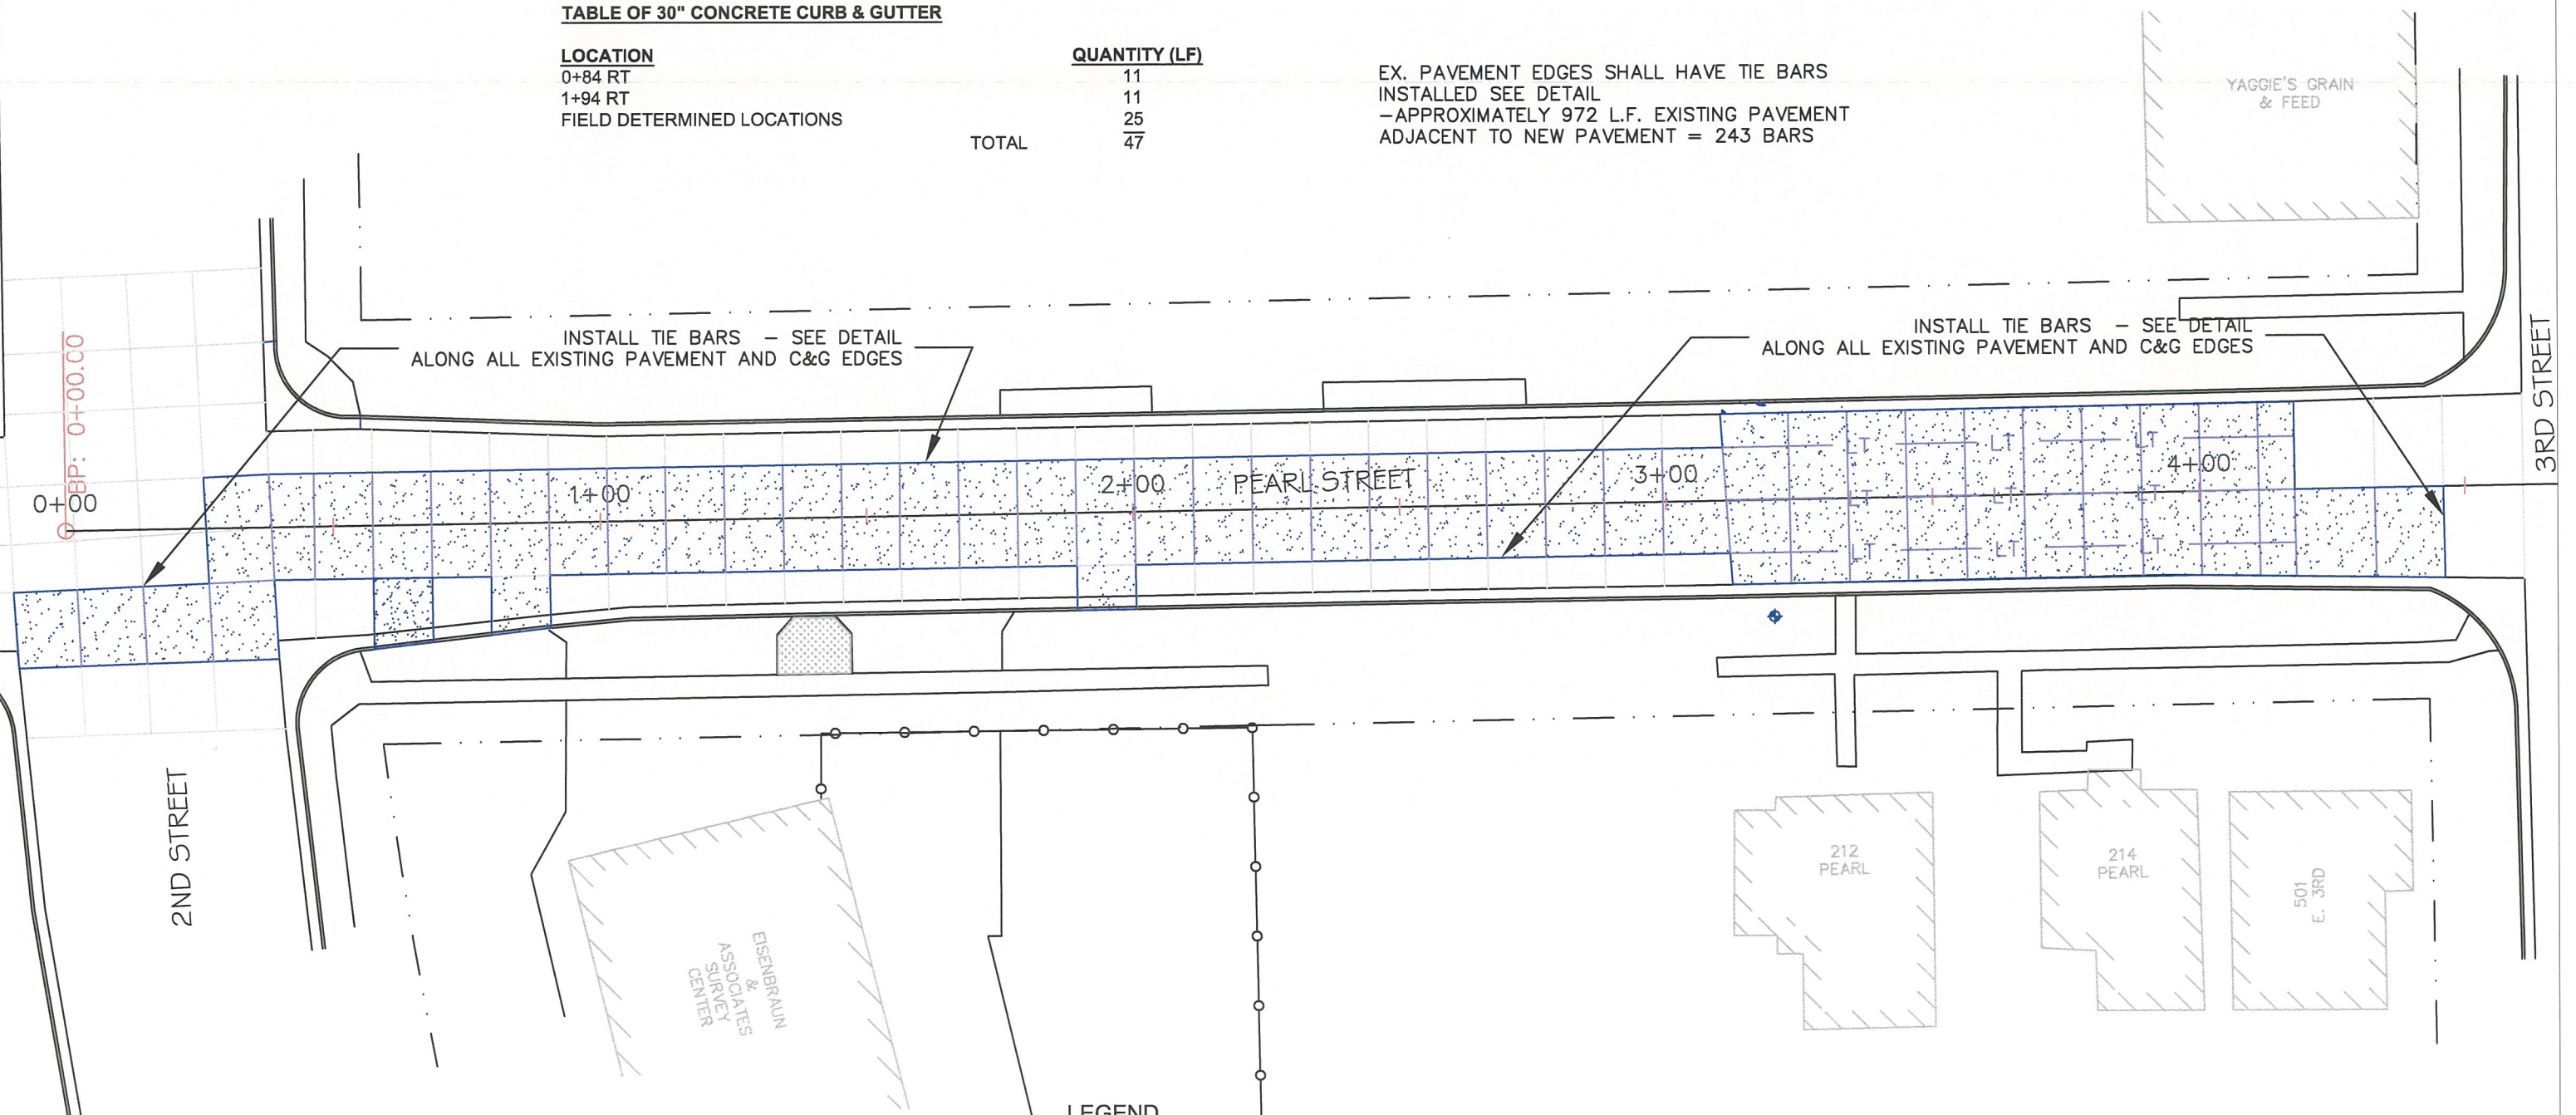 TABLE OF 30" CONCRETE CURB & GUTTER
LOCATION QUANTITY (LF)
0+84 RT 11
1+94 RT 11
FIELD DETERMINED LOCATIONS 25
TOTAL 47
EX. PAVEMENT EDGES SHALL HAVE TIE BARS
INSTALLED SEE DETAIL
-APPROXIMATELY 972 L.F. EXISTING PAVEMENT
ADJACENT TO NEW PAVEMENT = 243 BARS
YAGGIE'S GRAIN
& FEED
INSTALL TIE BARS - SEE DETAIL
ALONG ALL EXISTING PAVEMENT AND C&G EDGES
INSTALL TIE BARS - SEE DETAIL
ALONG ALL EXISTING PAVEMENT AND C&G EDGES
3RD STREET
BP: 0+00.00
0+00
1+00
2+00
PEARL STREET
3+00
4+00
LT LT LT
LT LT LT
LT LT LT
2ND STREET
EISENBRAUN
&
ASSOCIATES
SURVEY
CENTER
212
PEARL
214
PEARL
501
E. 3RD
LEGEND